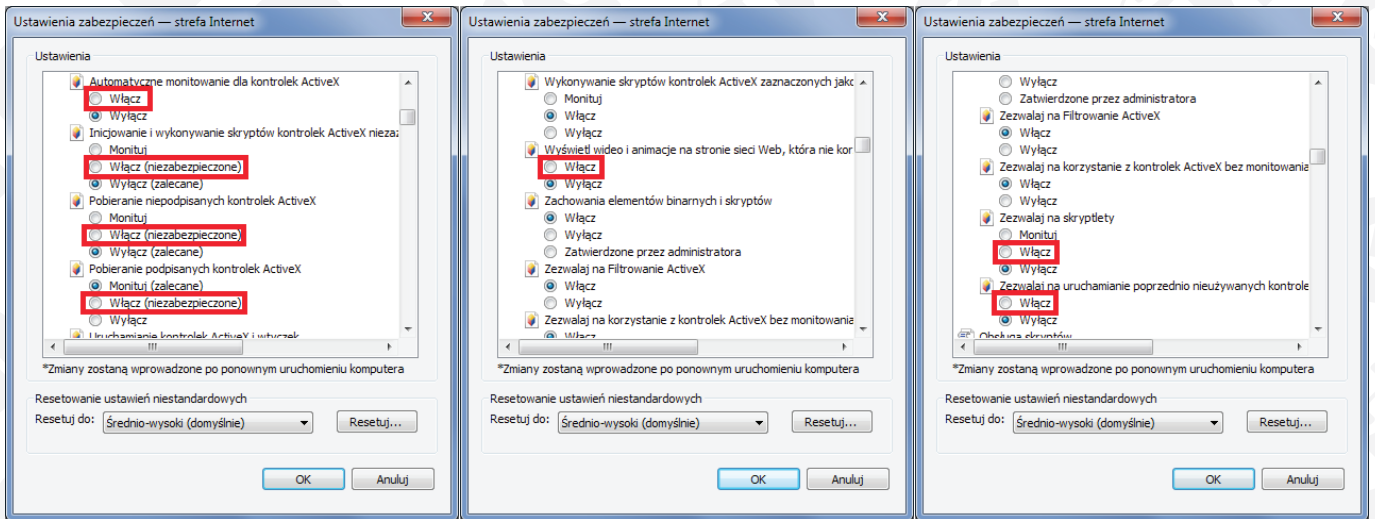 Ustawienia zabezpieczeń — strefa Internet
Ustawienia
Automatyczne monitowanie dla kontrolek ActiveX
Włącz
Wyłącz
Inicjowanie i wykonywanie skryptów kontrolek ActiveX niezaz
Monituj
Włącz (niezabezpieczone)
Wyłącz (zalecane)
Pobieranie niepodpisanych kontrolek ActiveX
Monituj
Włącz (niezabezpieczone)
Wyłącz (zalecane)
Pobieranie podpisanych kontrolek ActiveX
Monituj (zalecane)
Włącz (niezabezpieczone)
Wyłącz
Uruchamianie kontrolek ActiveX i wtyczek
*Zmiany zostaną wprowadzone po ponownym uruchomieniu komputera
Resetowanie ustawień niestandardowych
Resetuj do:
Średnio-wysoki (domyślnie)
Resetuj...
OK
Anuluj
Ustawienia zabezpieczeń — strefa Internet
Ustawienia
Wykonywanie skryptów kontrolek ActiveX zaznaczonych jakc
Monituj
Włącz
Wyłącz
Wyświetl wideo i animacje na stronie sieci Web, która nie kor
Włącz
Wyłącz
Zachowania elementów binarnych i skryptów
Włącz
Wyłącz
Zatwierdzone przez administratora
Zezwalaj na Filtrowanie ActiveX
Włącz
Wyłącz
Zezwalaj na korzystanie z kontrolek ActiveX bez monitowania
Włącz
*Zmiany zostaną wprowadzone po ponownym uruchomieniu komputera
Resetowanie ustawień niestandardowych
Resetuj do:
Średnio-wysoki (domyślnie)
Resetuj...
OK
Anuluj
Ustawienia zabezpieczeń — strefa Internet
Ustawienia
Wyłącz
Zatwierdzone przez administratora
Zezwalaj na Filtrowanie ActiveX
Włącz
Wyłącz
Zezwalaj na korzystanie z kontrolek ActiveX bez monitowania
Włącz
Wyłącz
Zezwalaj na skryptlety
Monituj
Włącz
Wyłącz
Zezwalaj na uruchamianie poprzednio nieużywanych kontrole
Włącz
Wyłącz
Obsługa skryptów
*Zmiany zostaną wprowadzone po ponownym uruchomieniu komputera
Resetowanie ustawień niestandardowych
Resetuj do:
Średnio-wysoki (domyślnie)
Resetuj...
OK
Anuluj